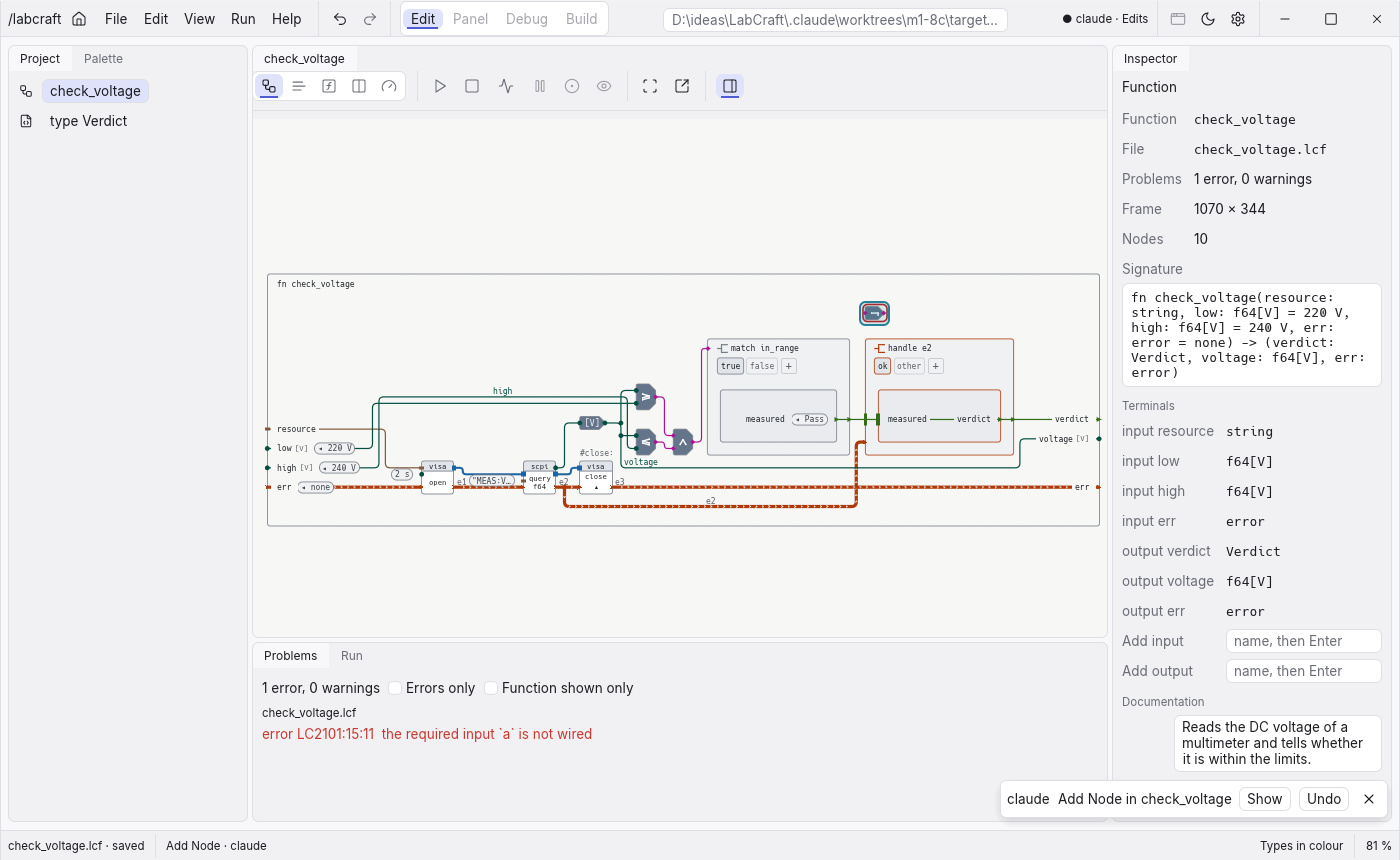 /labcraft File Edit View Run Help Edit Panel Debug Build D:\ideas\LabCraft\.claude\worktrees\m1-8c\target... claude · Edits
Project Palette
check_voltage
type Verdict
check_voltage
fn check_voltage
match in_range
true false +
measured Pass
handle e2
ok other +
measured verdict
high
[V]
#close:
voltage
resource
low [V] 220 V
high [V] 240 V
err none
2 s
visa
open
e1
"MEAS:V…
scpi
query
f64
e2
visa
close
e3
e2
verdict
voltage [V]
err
Problems Run
1 error, 0 warnings Errors only Function shown only
check_voltage.lcf
error LC2101:15:11 the required input `a` is not wired
Inspector
Function
Function check_voltage
File check_voltage.lcf
Problems 1 error, 0 warnings
Frame 1070 × 344
Nodes 10
Signature
fn check_voltage(resource:
string, low: f64[V] = 220 V,
high: f64[V] = 240 V, err:
error = none) -> (verdict:
Verdict, voltage: f64[V], err:
error)
Terminals
input resource string
input low f64[V]
input high f64[V]
input err error
output verdict Verdict
output voltage f64[V]
output err error
Add input name, then Enter
Add output name, then Enter
Documentation
Reads the DC voltage of a
multimeter and tells whether
it is within the limits.
claude Add Node in check_voltage Show Undo
check_voltage.lcf · saved Add Node · claude Types in colour 81 %